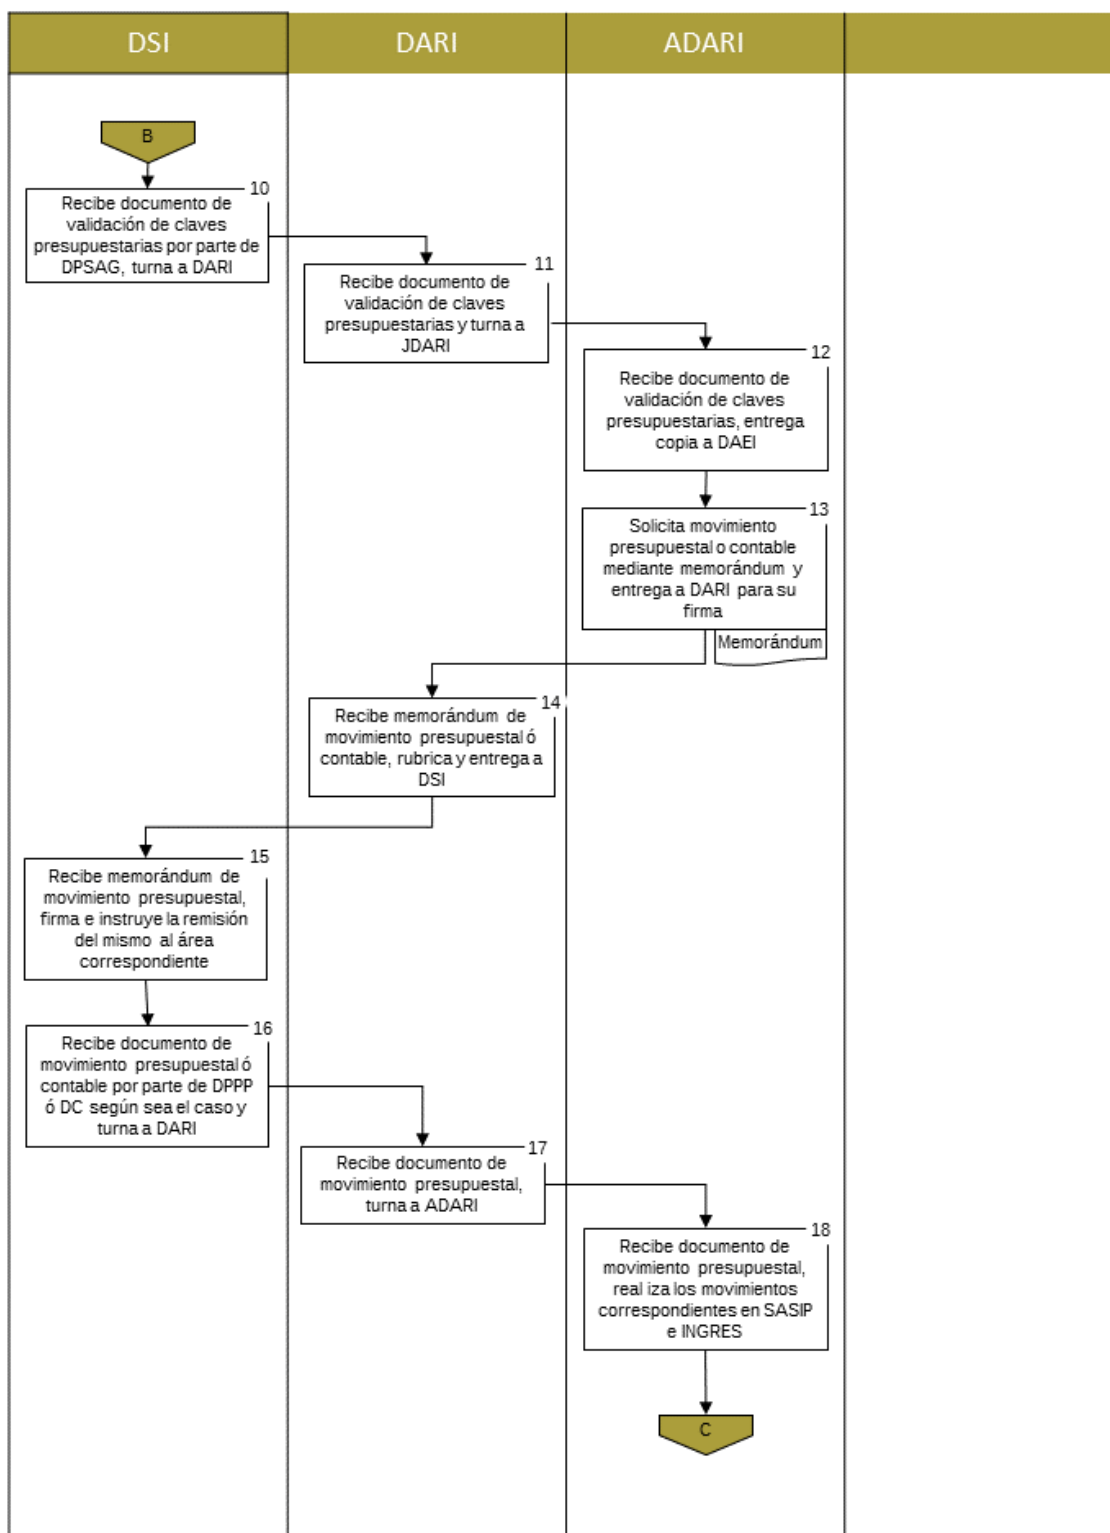 DSI
DARI
ADARI
B
10
Recibe documento de
validación de claves
presupuestarias por parte de
DPSAG, turna a DARI
11
Recibe documento de
validación de claves
presupuestarias y turna a
JDARI
12
Recibe documento de
validación de claves
presupuestarias, entrega
copia a DAEI
13
Solicita movimiento
presupuestal o contable
mediante memorándum y
entrega a DARI para su
firma
Memorándum
14
Recibe memorándum de
movimiento presupuestal ó
contable, rubrica y entrega a
DSI
15
Recibe memorándum de
movimiento presupuestal,
firma e instruye la remisión
del mismo al área
correspondiente
16
Recibe documento de
movimiento presupuestal ó
contable por parte de DPPP
ó DC según sea el caso y
turna a DARI
17
Recibe documento de
movimiento presupuestal,
turna a ADARI
18
Recibe documento de
movimiento presupuestal,
real iza los movimientos
correspondientes en SASIP
e INGRES
C